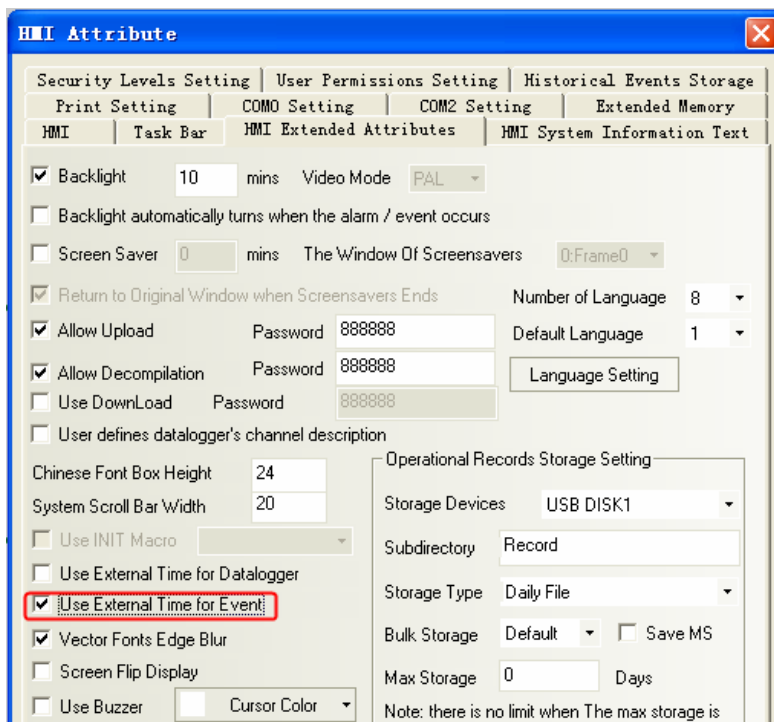 HMI Attribute
Security Levels Setting User Permissions Setting Historical Events Storage
Print Setting COM0 Setting COM2 Setting Extended Memory
HMI Task Bar HMI Extended Attributes HMI System Information Text
Backlight 10 mins Video Mode PAL
Backlight automatically turns when the alarm / event occurs
Screen Saver 0 mins The Window Of Screensavers 0:Frame0
Return to Original Window when Screensavers Ends Number of Language 8
Allow Upload Password 888888 Default Language 1
Allow Decompilation Password 888888 Language Setting
Use DownLoad Password 888888
User defines datalogger's channel description
Chinese Font Box Height 24 Operational Records Storage Setting
System Scroll Bar Width 20 Storage Devices USB DISK1
Use INIT Macro Subdirectory Record
Use External Time for Datalogger Storage Type Daily File
Use External Time for Event
Vector Fonts Edge Blur Bulk Storage Default Save MS
Screen Flip Display Max Storage 0 Days
Use Buzzer Cursor Color Note: there is no limit when The max storage is